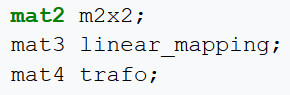 mat2 m2x2;
mat3 linear_mapping;
mat4 trafo;